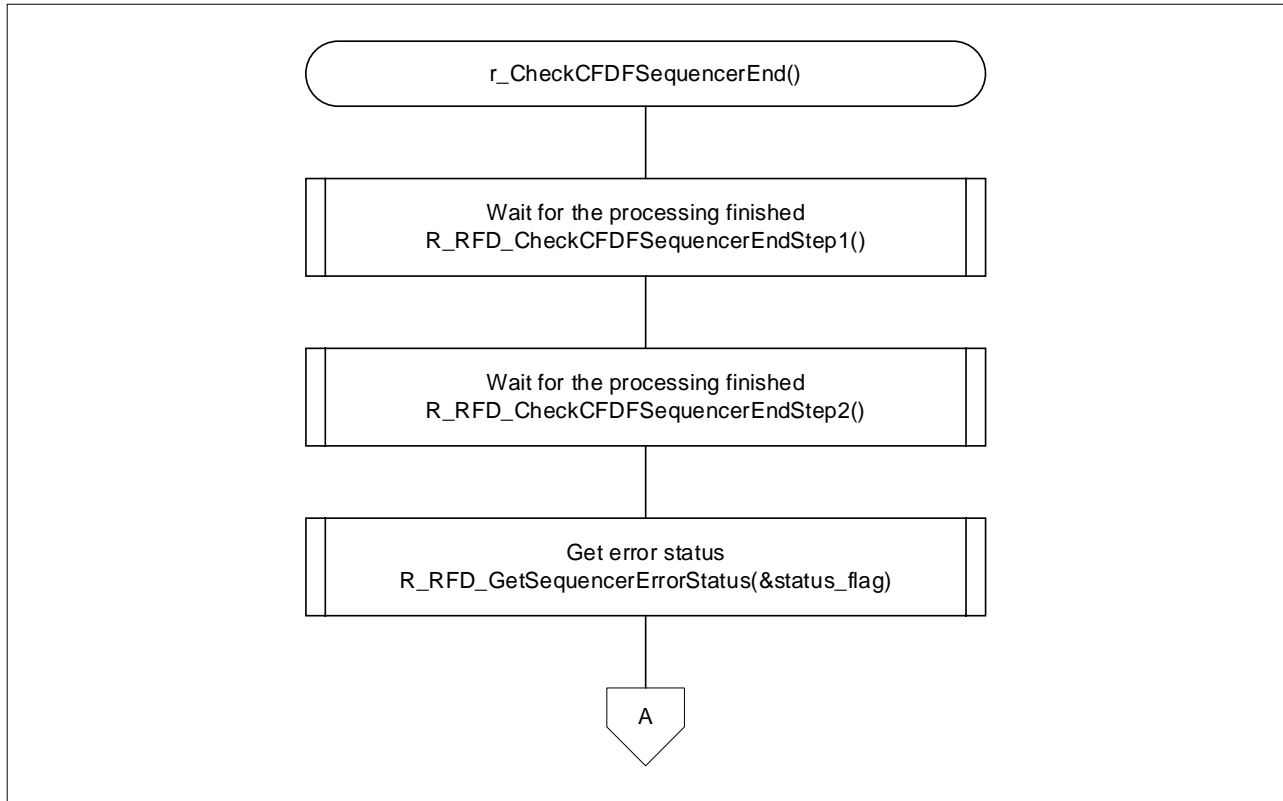 r_CheckCFDFSequencerEnd()
Wait for the processing finished
R_RFD_CheckCFDFSequencerEndStep1()
Wait for the processing finished
R_RFD_CheckCFDFSequencerEndStep2()
Get error status
R_RFD_GetSequencerErrorStatus(&status_flag)
A